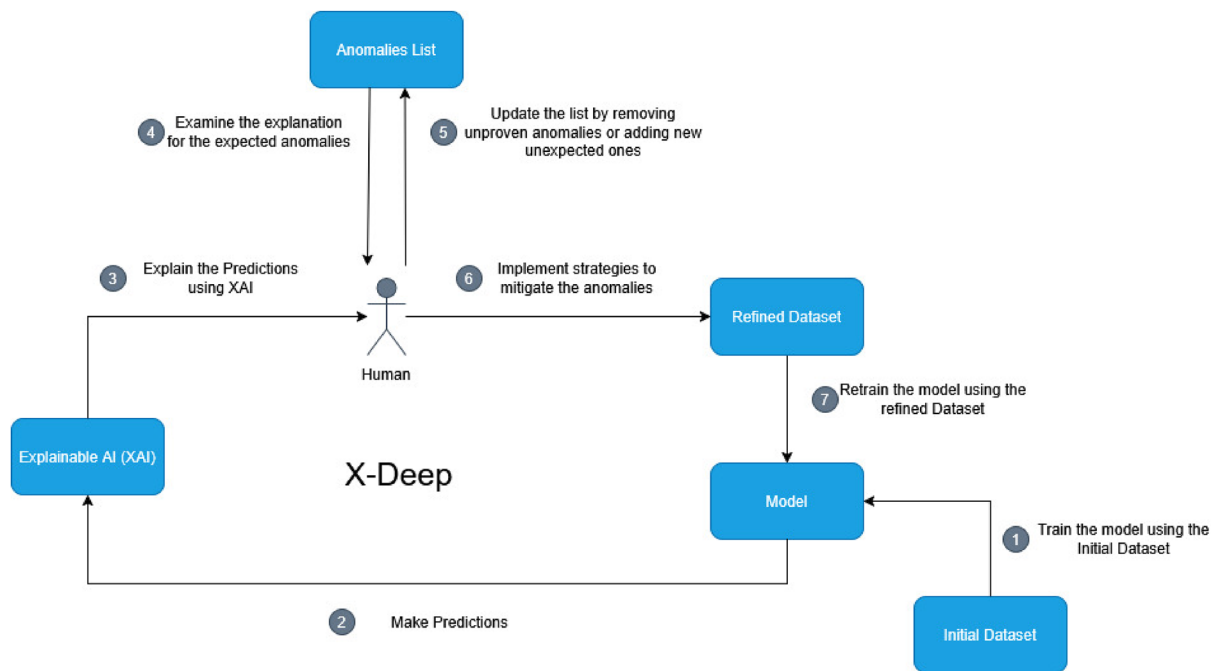 Anomalies List
4
Examine the explanation
for the expected anomalies
5
Update the list by removing
unproven anomalies or adding new
unexpected ones
3
Explain the Predictions
using XAI
6
Implement strategies to
mitigate the anomalies
Refined Dataset
Human
7
Retrain the model using the
refined Dataset
Explainable AI (XAI)
X-Deep
Model
1
Train the model using the
Initial Dataset
2
Make Predictions
Initial Dataset